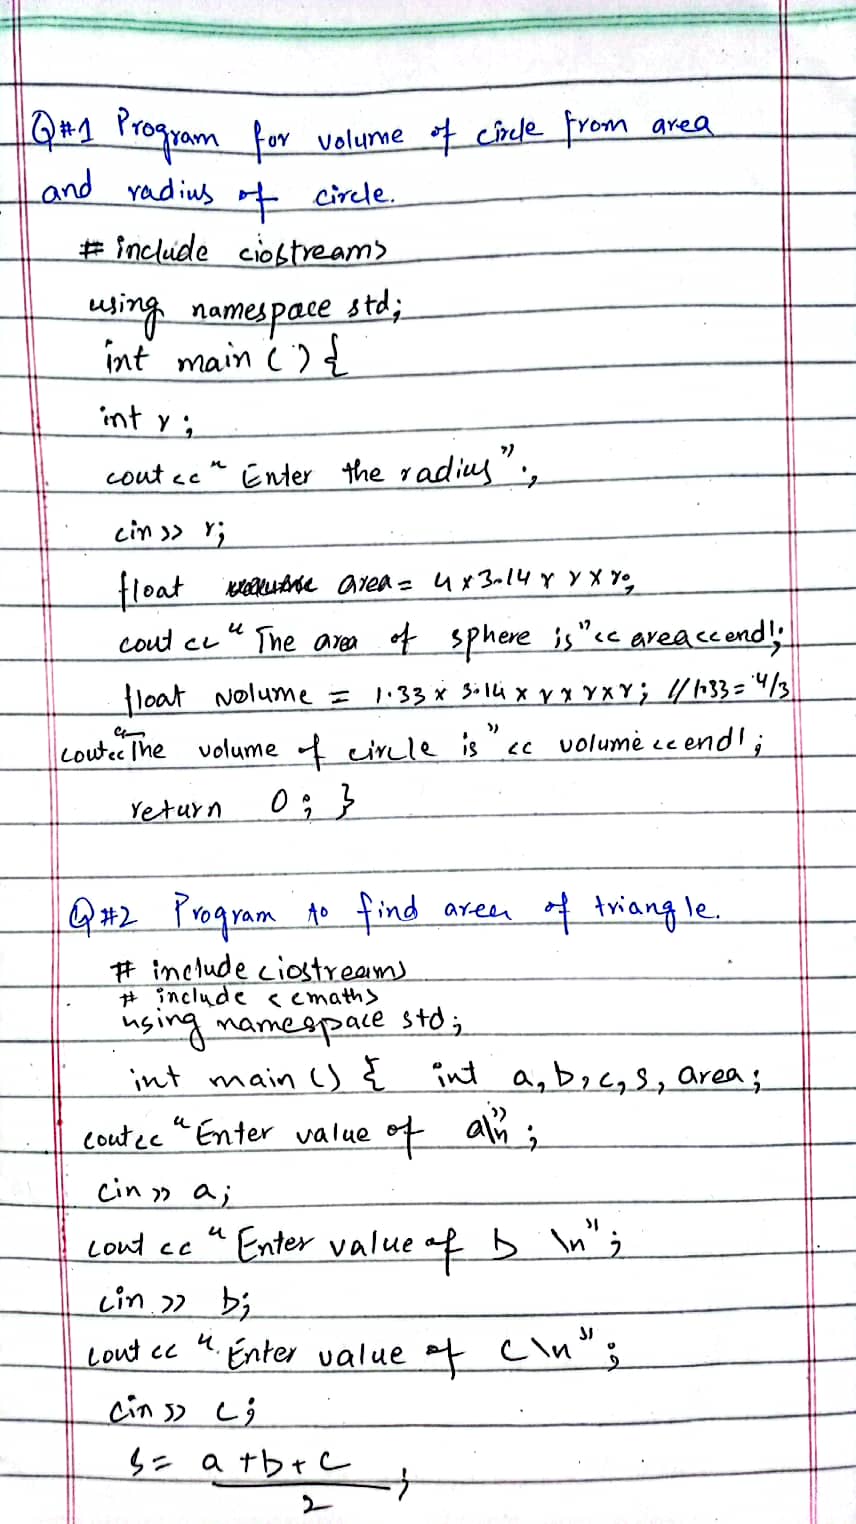 Q#1 Program for volume of circle from area
and radius of circle.
# include <iostream>
using namespace std;
int main () {
int r;
cout << " Enter the radius ";
cin >> r;
float area = 4 x 3.14 x r x r;
cout << " The area of sphere is " << area << endl;
float volume = 1.33 x 3.14 x r x r x r; // 1.33 = 4/3
cout << " The volume of circle is " << volume << endl;
return 0; }
Q#2 Program to find area of triangle.
# include <iostream>
# include <cmath>
using namespace std;
int main () { int a, b, c, s, area;
cout << " Enter value of a\n";
cin >> a;
cout << " Enter value of b \n";
cin >> b;
cout << " Enter value of c \n";
cin >> c;
s = a + b + c
2 ;